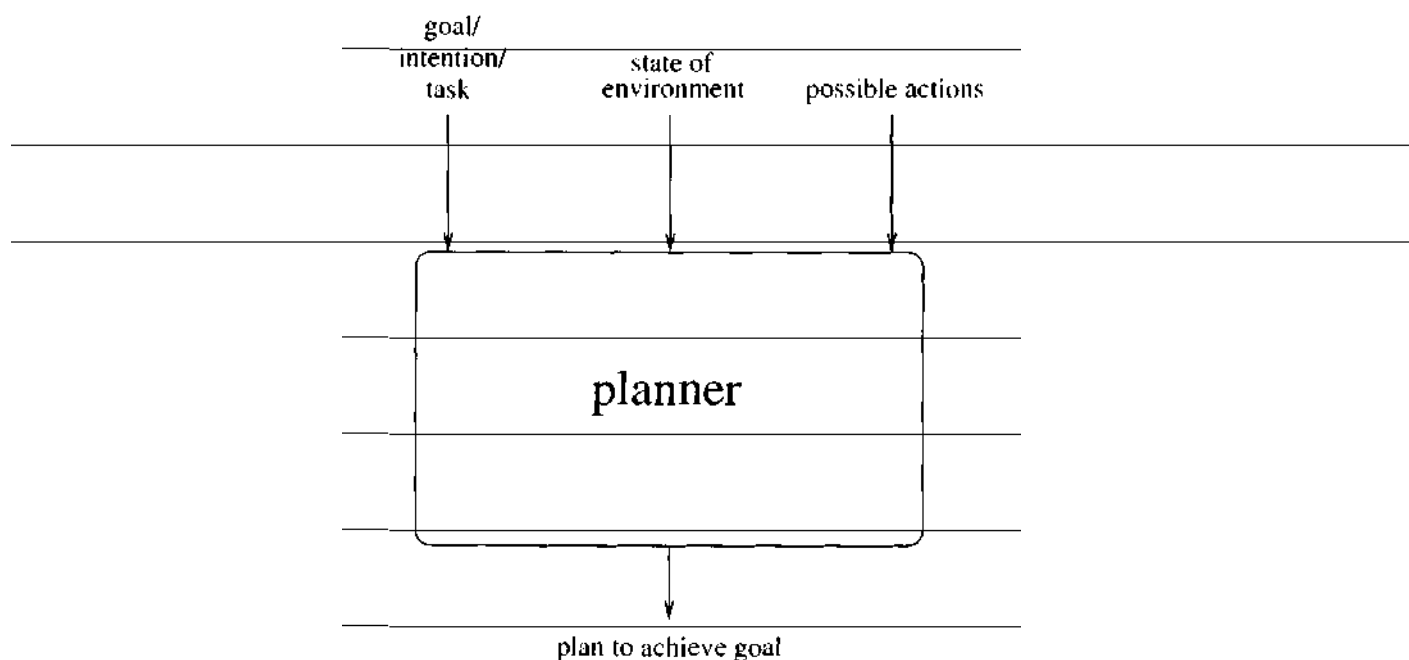 goal/
intention/
task
state of
environment
possible actions
planner
plan to achieve goal